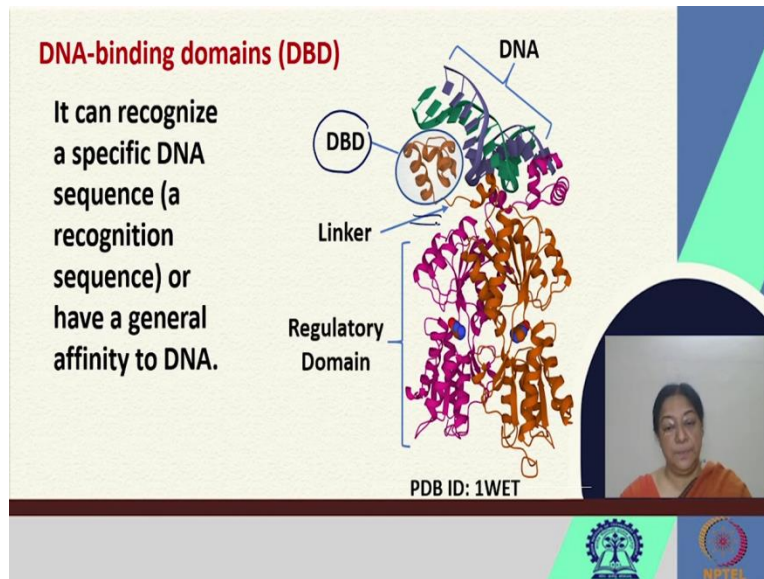 DNA-binding domains (DBD)
It can recognize
a specific DNA
sequence (a
recognition
sequence) or
have a general
affinity to DNA.
DNA
DBD
Linker
Regulatory
Domain
PDB ID: 1WET
NPTEL